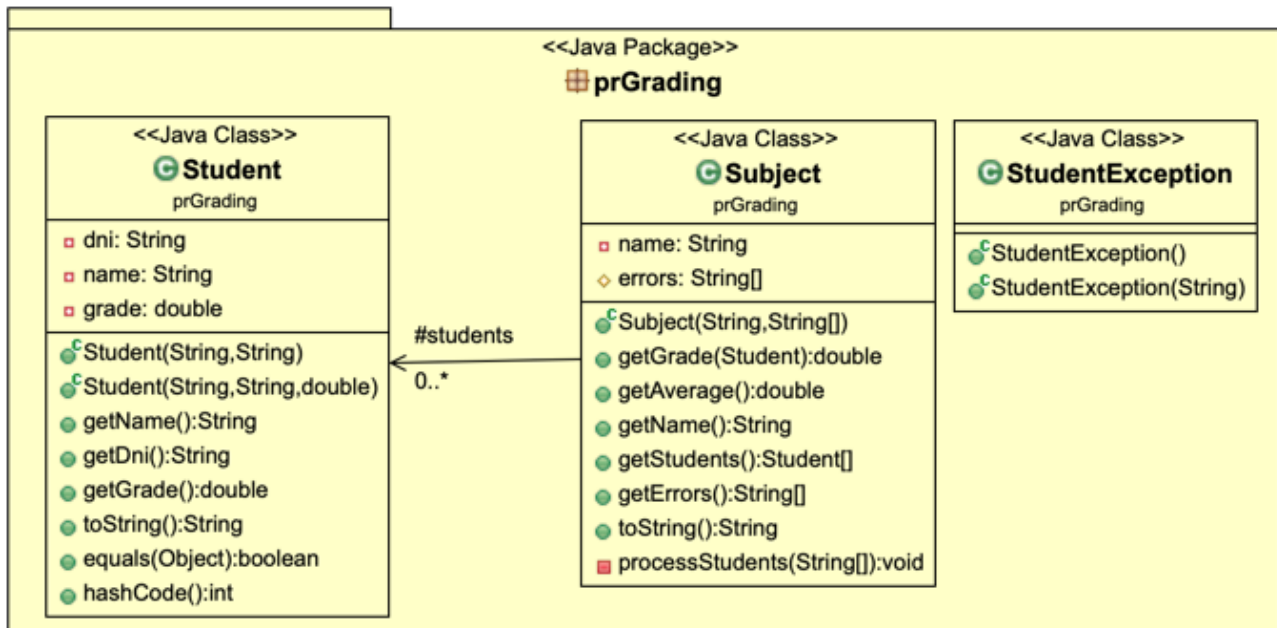 <<Java Package>>
prGrading
<<Java Class>>
Student
prGrading
dni: String
name: String
grade: double
Student(String,String)
Student(String,String,double)
getName():String
getDni():String
getGrade():double
toString():String
equals(Object):boolean
hashCode():int
#students
0..*
<<Java Class>>
Subject
prGrading
name: String
errors: String[]
Subject(String,String[])
getGrade(Student):double
getAverage():double
getName():String
getStudents():Student[]
getErrors():String[]
toString():String
processStudents(String[]):void
<<Java Class>>
StudentException
prGrading
StudentException()
StudentException(String)